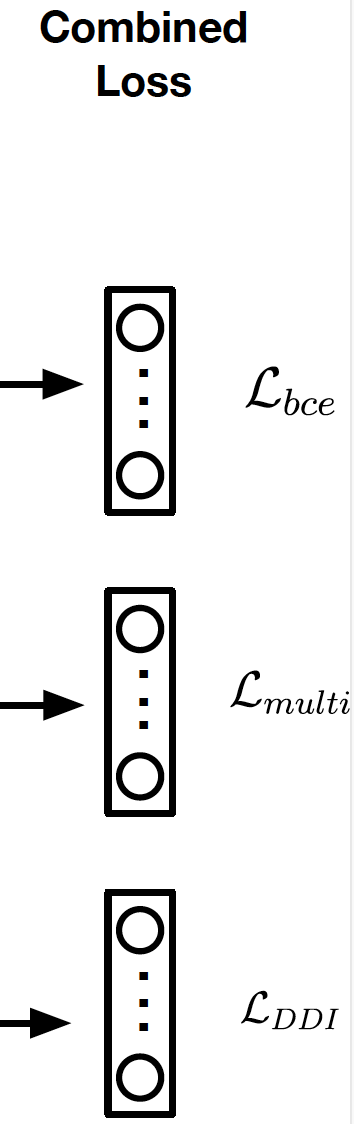 Combined
Loss
ℒ_bce
ℒ_multi
ℒ_DDI